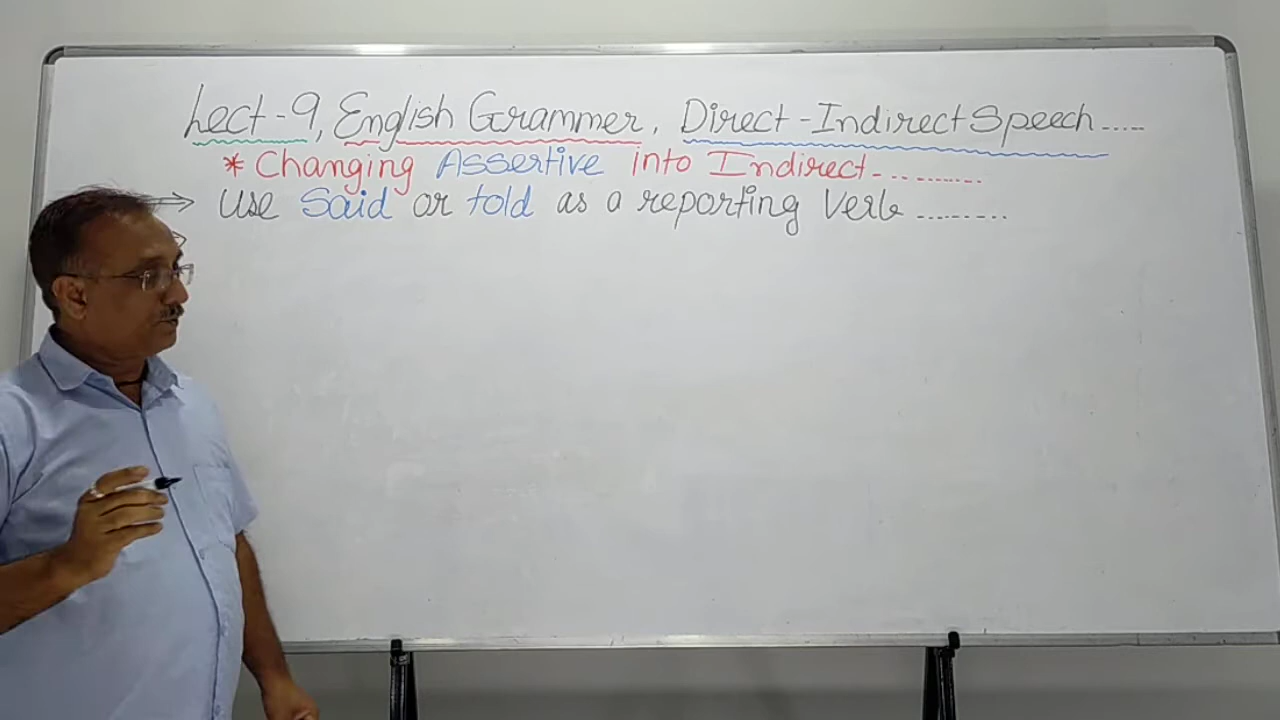 Lect-9, English Grammer, Direct-Indirect Speech.....
* Changing Assertive into Indirect-.........
⇒ Use Said or told as a reporting Verb .........